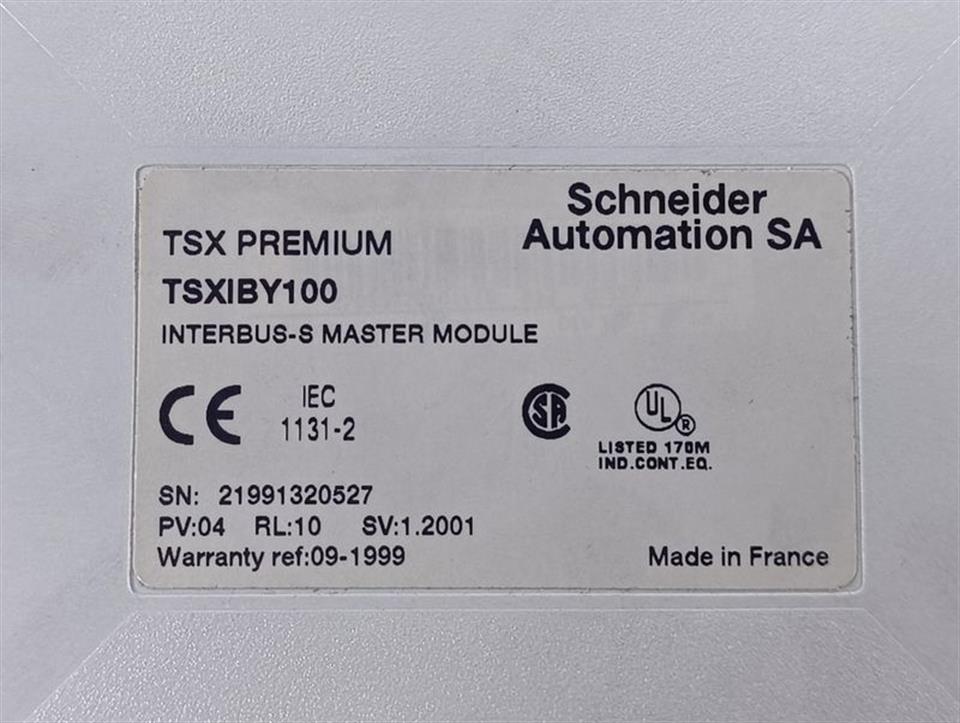 Schneider
Automation SA
TSX PREMIUM
TSXIBY100
INTERBUS-S MASTER MODULE
CE
IEC
1131-2
SA
UL
®
LISTED 170M
IND.CONT.EQ.
SN: 21991320527
PV:04 RL:10 SV:1.2001
Warranty ref:09-1999
Made in France